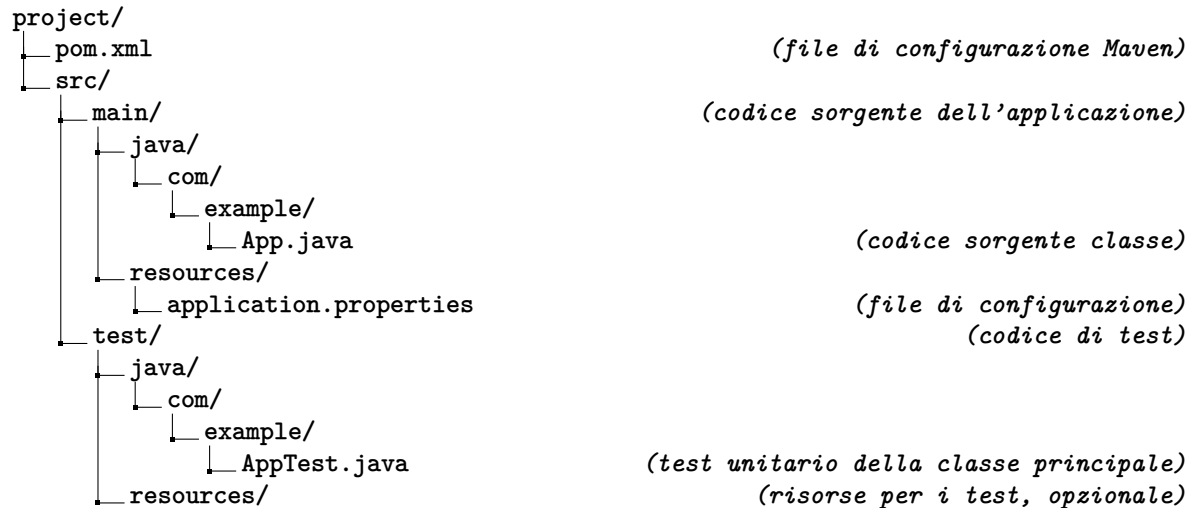 project/
pom.xml (file di configurazione Maven)
src/
main/ (codice sorgente dell'applicazione)
java/
com/
example/
App.java (codice sorgente classe)
resources/
application.properties (file di configurazione)
test/ (codice di test)
java/
com/
example/
AppTest.java (test unitario della classe principale)
resources/ (risorse per i test, opzionale)